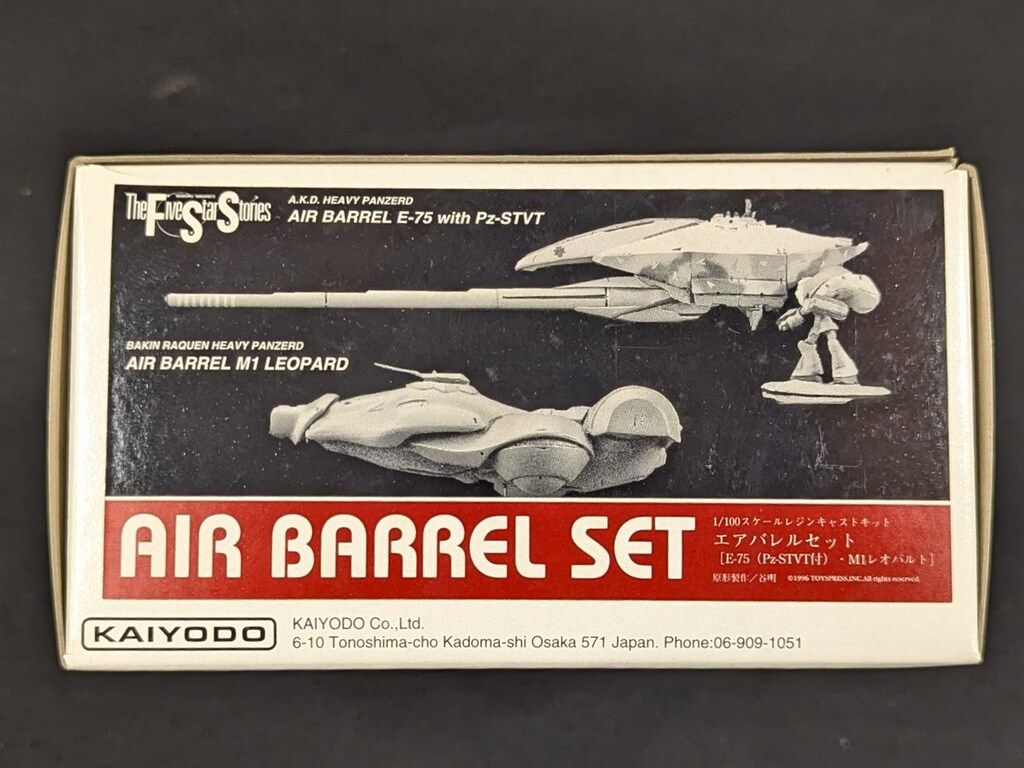 The Five Star Stories
A.K.D. HEAVY PANZERD
AIR BARREL E-75 with Pz-STVT
BAKIN RAQUEN HEAVY PANZERD
AIR BARREL M1 LEOPARD
AIR BARREL SET
1/100スケールレジンキャストキット
エアバレルセット
[E-75（Pz-STVT付）・M1レオパルト]
原形製作／谷明 ©1996 TOYSPRESS,INC.All rights reserved.
KAIYODO
KAIYODO Co.,Ltd.
6-10 Tonoshima-cho Kadoma-shi Osaka 571 Japan. Phone:06-909-1051